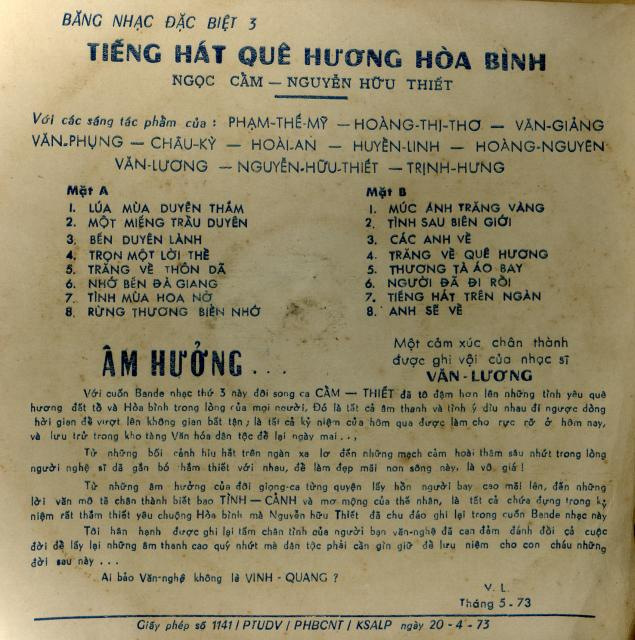 BĂNG NHẠC ĐẶC BIỆT 3
TIẾNG HÁT QUÊ HƯƠNG HÒA BÌNH
NGỌC CẦM — NGUYỄN HỮU THIẾT
Với các sáng tác phẩm của : PHẠM-THẾ-MỸ — HOÀNG-THI-THƠ — VĂN-GIẢNG
VĂN-PHỤNG — CHÂU-KỲ — HOÀI-AN — HUYỀN-LINH — HOÀNG-NGUYÊN
VĂN-LƯƠNG — NGUYỄN-HỮU-THIẾT — TRỊNH-HƯNG
Mặt A
1. LÚA MÙA DUYÊN THẮM
2. MỘT MIẾNG TRẦU DUYÊN
3. BẾN DUYÊN LÀNH
4. TRỌN MỘT LỜI THỀ
5. TRĂNG VỀ THÔN DÃ
6. NHỚ BẾN ĐÀ GIANG
7. TÌNH MÙA HOA NỞ
8. RỪNG THƯƠNG BIỂN NHỚ
Mặt B
1. MÚC ÁNH TRĂNG VÀNG
2. TÌNH SAU BIÊN GIỚI
3. CÁC ANH VỀ
4. TRĂNG VỀ QUÊ HƯƠNG
5. THƯƠNG TÀ ÁO BAY
6. NGƯỜI ĐÃ ĐI RỒI
7. TIẾNG HÁT TRÊN NGÀN
8. ANH SẼ VỀ
ÂM HƯỞNG . . .
Một cảm xúc chân thành
được ghi vội của nhạc sĩ
VĂN-LƯƠNG
Với cuốn Bande nhạc thứ 3 này đôi song ca CẦM — THIẾT đã tô đậm hơn lên những tình yêu quê
hương đất tổ và Hòa bình trong lòng của mọi người. Đó là tất cả âm thanh và tình ý dìu nhau đi ngược dòng
thời gian để vượt lên không gian bất tận ; là tất cả kỷ niệm của hôm qua được làm cho rực rỡ ở hôm nay,
và lưu trử trong kho tàng Văn hóa dân tộc để lại ngày mai . . ,
Từ những bối cảnh hiu hắt trên ngàn xa lơ đến những mạch cảm hoài thâm sâu nhứt trong lòng
người nghệ sĩ đã gắn bó thắm thiết với nhau, để làm đẹp mãi non sông này, là vô giá !
Từ những âm hưởng của đôi giọng-ca từng quyện lấy hồn người bay cao mãi lên, đến những
lời văn mô tã chân thành biết bao TÌNH — CẢNH và mơ mộng của thế nhân, là tất cả chứa đựng trong kỷ
niệm rất thắm thiết yêu chuộng Hòa bình mà Nguyễn hữu Thiết đã chu đáo ghi lại trong cuốn Bande nhạc này
Tôi hân hạnh được ghi lại tấm chân tình của người bạn văn-nghệ đã can đảm đánh đổi cả cuộc
đời để lấy lại những âm thanh cao quý nhứt mà dân tộc phải cần gìn giữ để lưu niệm cho con cháu những
đời sau này . . .
Ai bảo Văn-nghệ không là VINH - QUANG ?
V. L.
Tháng 5 - 73
Giấy phép số 1141 / PTUDV / PHBCNT / KSALP ngày 20 - 4 - 73